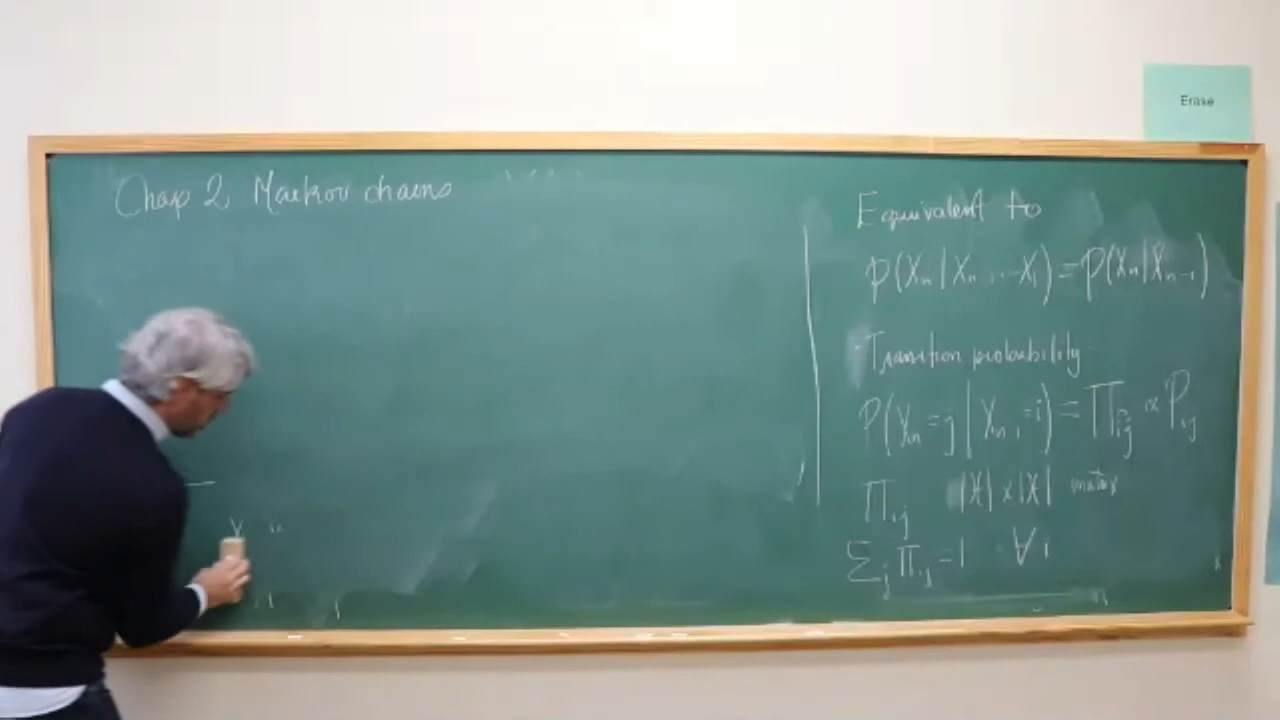 Erase
Chap 2, Markov chains
Equivalent to
P(Xₙ | Xₙ₋₁ ... X₁) = P(Xₙ | Xₙ₋₁)
Transition probability
P(Xₙ = j | Xₙ₋₁ = i) = Πᵢⱼ ∝ Pᵢⱼ
Πᵢⱼ |𝒳| x |𝒳| matrix
Σⱼ Πᵢⱼ = 1 ∀ i